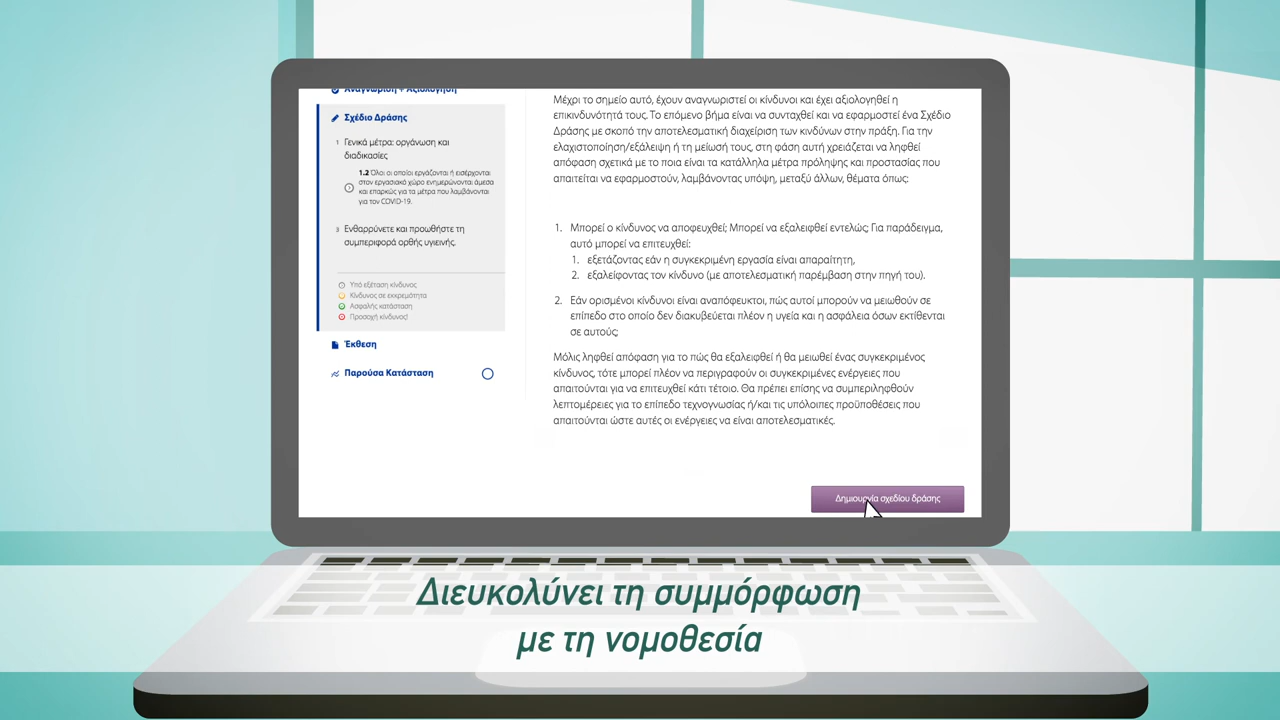 Αναγνώριση + Αξιολόγηση
Σχέδιο Δράσης
1 Γενικά μέτρα: οργάνωση και
διαδικασίες
1.2 Όλοι οι οποίοι εργάζονται ή εισέρχονται
στον εργασιακό χώρο ενημερώνονται άμεσα
και επαρκώς για τα μέτρα που λαμβάνονται
για τον COVID-19.
3 Ενθαρρύνετε και προωθήστε τη
συμπεριφορά ορθής υγιεινής.
Υπό εξέταση κίνδυνος
Κίνδυνος σε εκκρεμότητα
Ασφαλής κατάσταση
Προσοχή κίνδυνος!
Έκθεση
Παρούσα Κατάσταση
Μέχρι το σημείο αυτό, έχουν αναγνωριστεί οι κίνδυνοι και έχει αξιολογηθεί η
επικινδυνότητά τους. Το επόμενο βήμα είναι να συνταχθεί και να εφαρμοστεί ένα Σχέδιο
Δράσης με σκοπό την αποτελεσματική διαχείριση των κινδύνων στην πράξη. Για την
ελαχιστοποίηση/εξάλειψη ή τη μείωσή τους, στη φάση αυτή χρειάζεται να ληφθεί
απόφαση σχετικά με το ποια είναι τα κατάλληλα μέτρα πρόληψης και προστασίας που
απαιτείται να εφαρμοστούν, λαμβάνοντας υπόψη, μεταξύ άλλων, θέματα όπως:
1. Μπορεί ο κίνδυνος να αποφευχθεί; Μπορεί να εξαλειφθεί εντελώς; Για παράδειγμα,
αυτό μπορεί να επιτευχθεί:
1. εξετάζοντας εάν η συγκεκριμένη εργασία είναι απαραίτητη,
2. εξαλείφοντας τον κίνδυνο (με αποτελεσματική παρέμβαση στην πηγή του).
2. Εάν ορισμένοι κίνδυνοι είναι αναπόφευκτοι, πώς αυτοί μπορούν να μειωθούν σε
επίπεδο στο οποίο δεν διακυβεύεται πλέον η υγεία και η ασφάλεια όσων εκτίθενται
σε αυτούς;
Μόλις ληφθεί απόφαση για το πώς θα εξαλειφθεί ή θα μειωθεί ένας συγκεκριμένος
κίνδυνος, τότε μπορεί πλέον να περιγραφούν οι συγκεκριμένες ενέργειες που
απαιτούνται για να επιτευχθεί κάτι τέτοιο. Θα πρέπει επίσης να συμπεριληφθούν
λεπτομέρειες για το επίπεδο τεχνογνωσίας ή/και τις υπόλοιπες προϋποθέσεις που
απαιτούνται ώστε αυτές οι ενέργειες να είναι αποτελεσματικές.
Δημιουργία σχεδίου δράσης
Διευκολύνει τη συμμόρφωση
με τη νομοθεσία